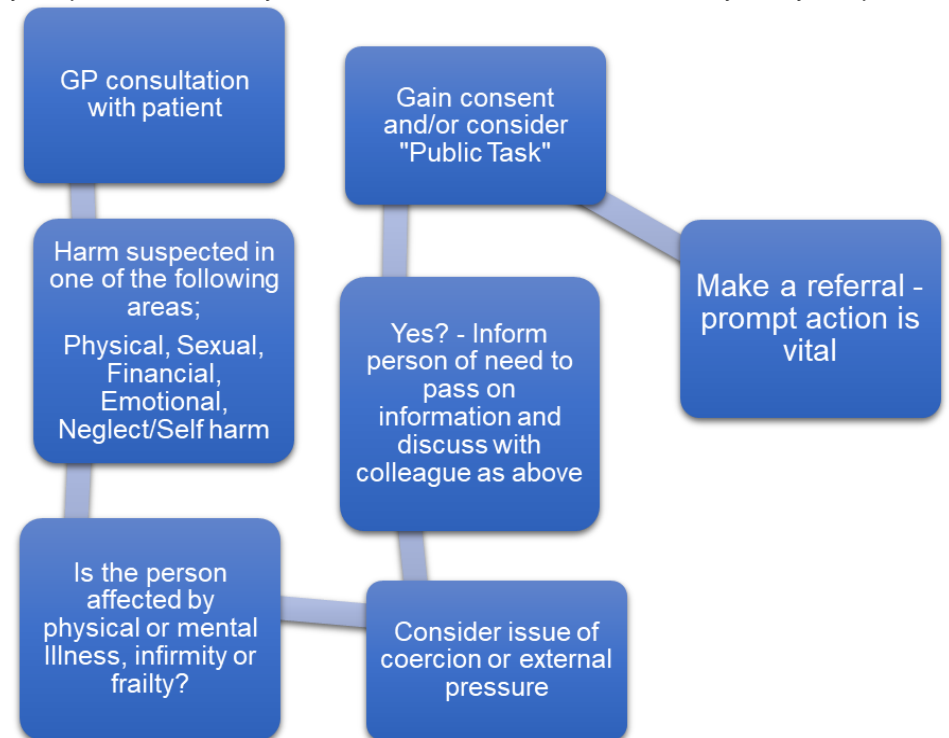 GP consultation
with patient
Harm suspected in
one of the following
areas;
Physical, Sexual,
Financial,
Emotional,
Neglect/Self harm
Is the person
affected by
physical or mental
Illness, infirmity or
frailty?
Consider issue of
coercion or external
pressure
Yes? - Inform
person of need to
pass on
information and
discuss with
colleague as above
Gain consent
and/or consider
"Public Task"
Make a referral -
prompt action is
vital